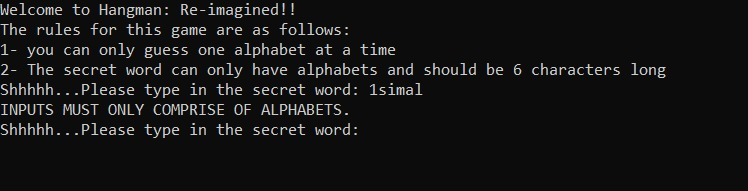 Welcome to Hangman: Re-imagined!!
The rules for this game are as follows:
1- you can only guess one alphabet at a time
2- The secret word can only have alphabets and should be 6 characters long
Shhhhh...Please type in the secret word: 1simal
INPUTS MUST ONLY COMPRISE OF ALPHABETS.
Shhhhh...Please type in the secret word: